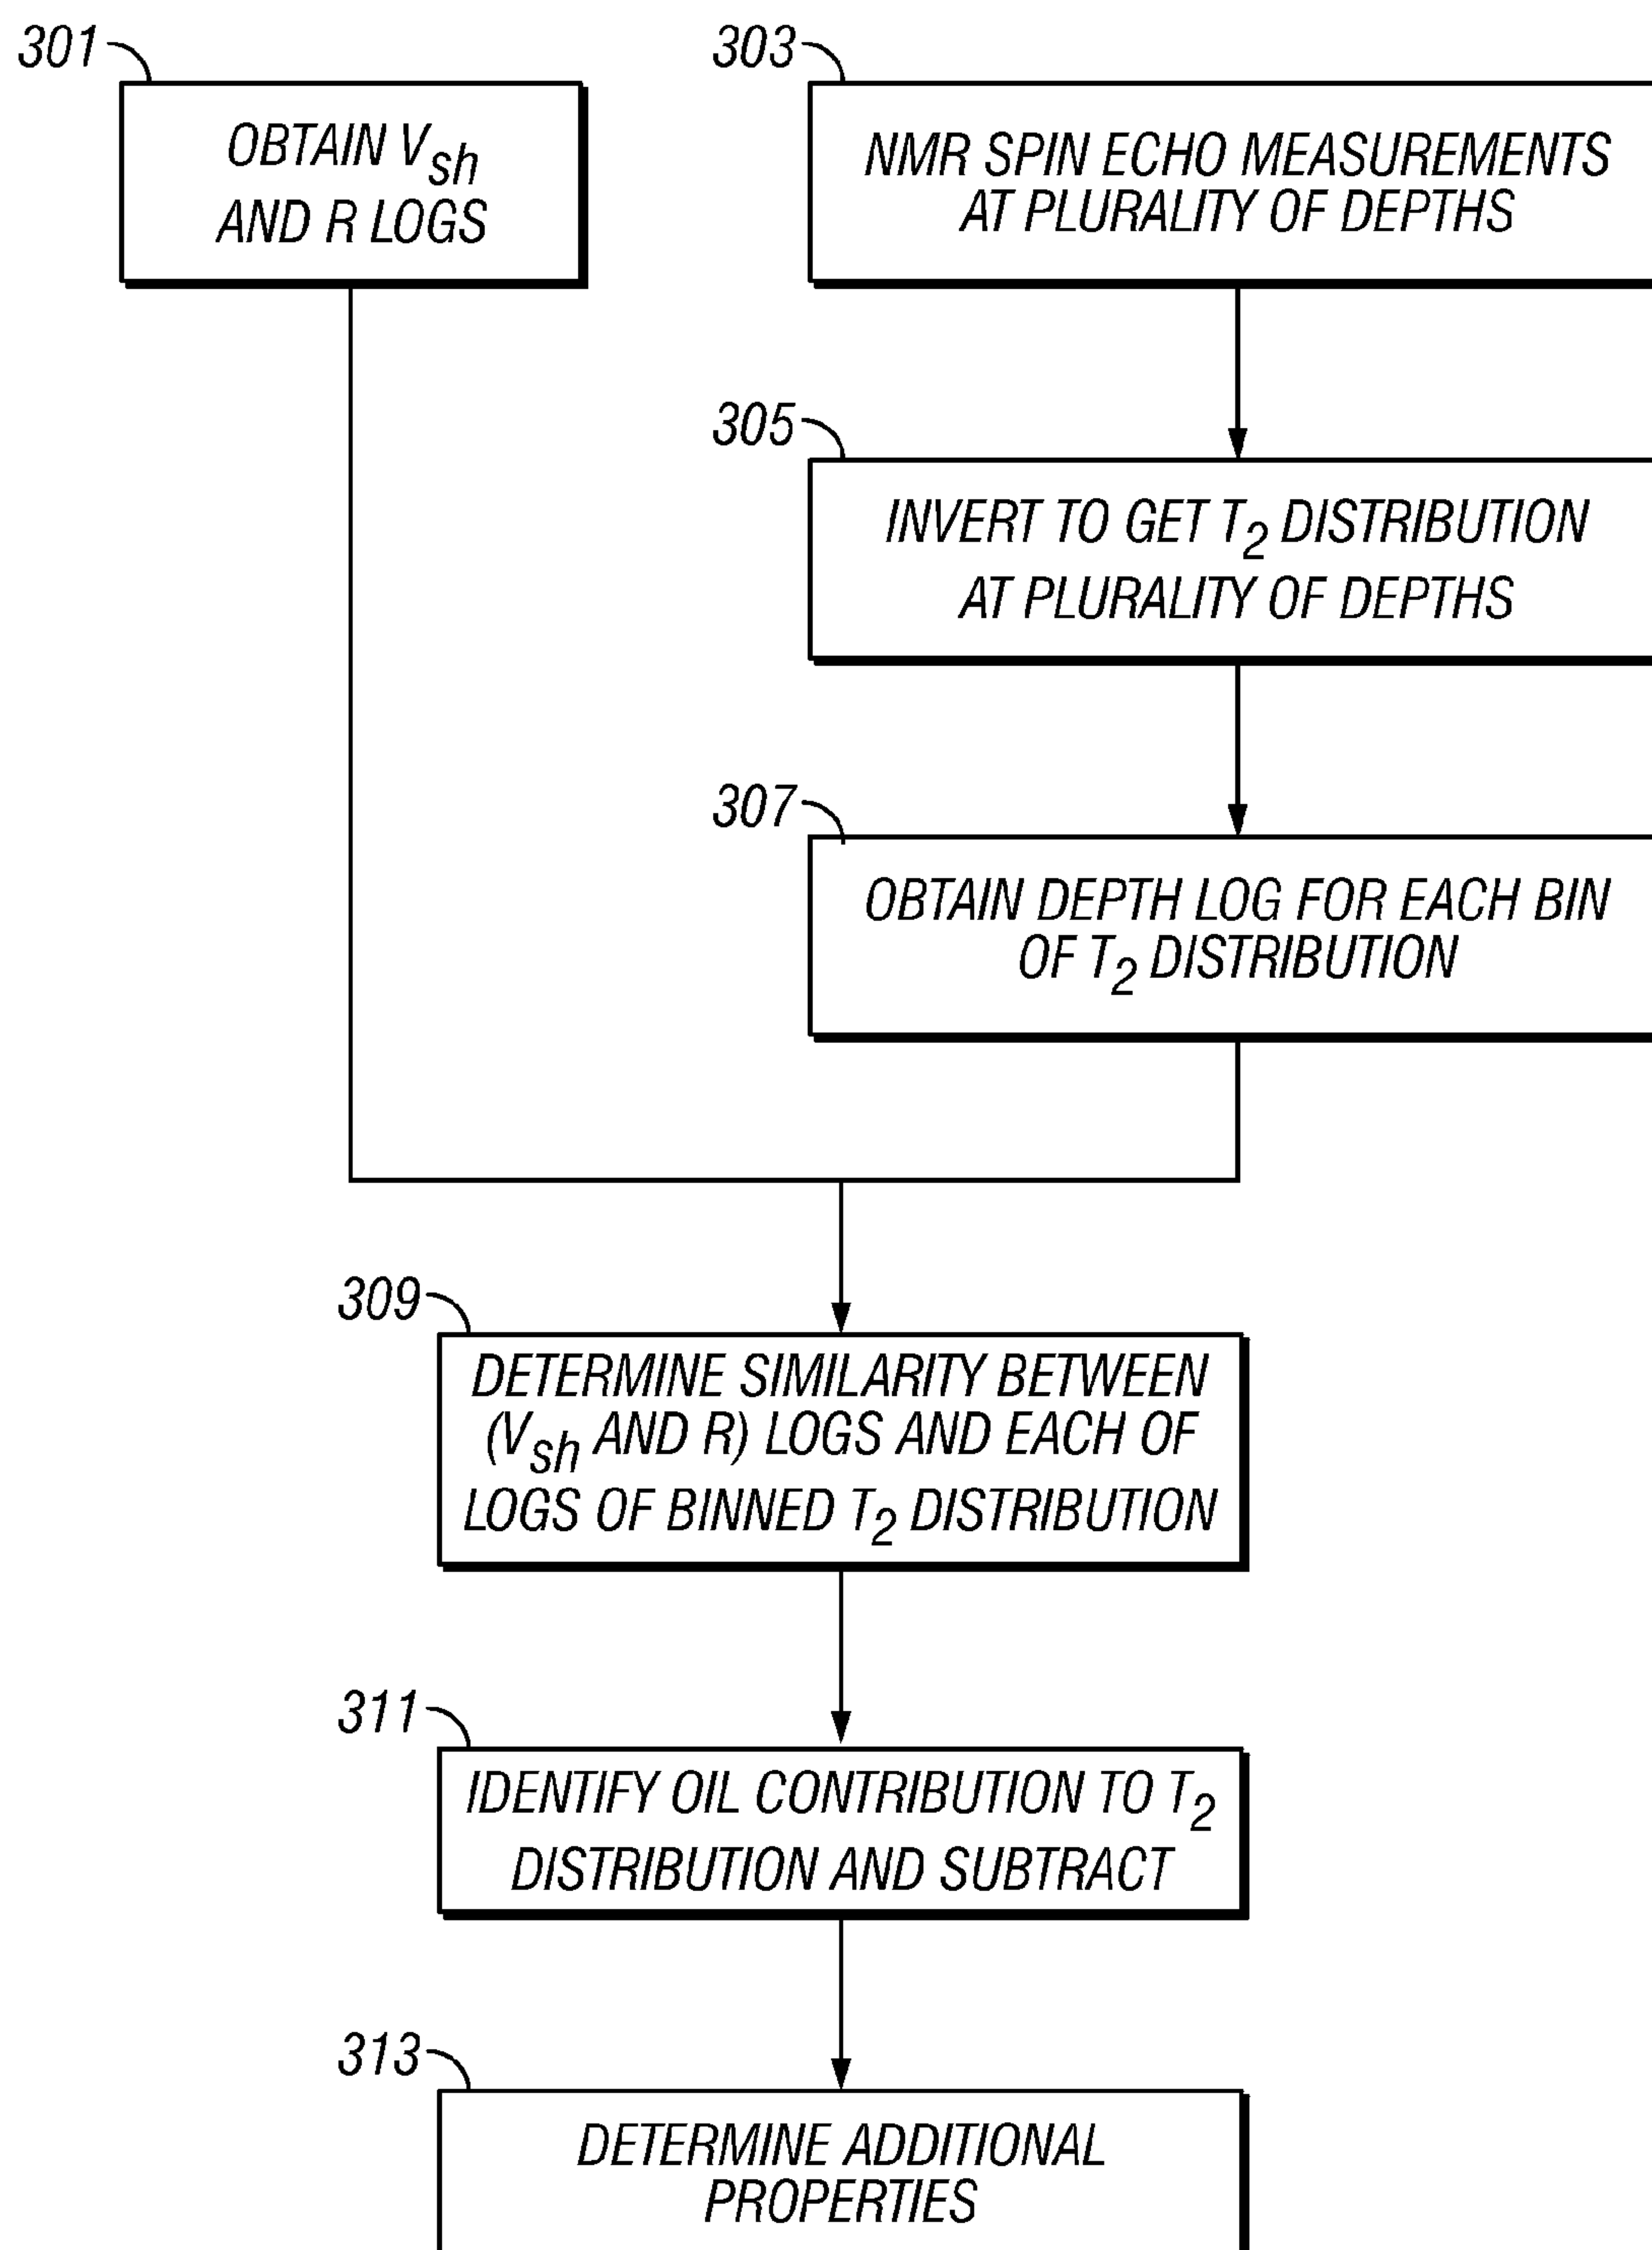 301
OBTAIN Vsh
AND R LOGS
303
NMR SPIN ECHO MEASUREMENTS
AT PLURALITY OF DEPTHS
305
INVERT TO GET T2 DISTRIBUTION
AT PLURALITY OF DEPTHS
307
OBTAIN DEPTH LOG FOR EACH BIN
OF T2 DISTRIBUTION
309
DETERMINE SIMILARITY BETWEEN
(Vsh AND R) LOGS AND EACH OF
LOGS OF BINNED T2 DISTRIBUTION
311
IDENTIFY OIL CONTRIBUTION TO T2
DISTRIBUTION AND SUBTRACT
313
DETERMINE ADDITIONAL
PROPERTIES